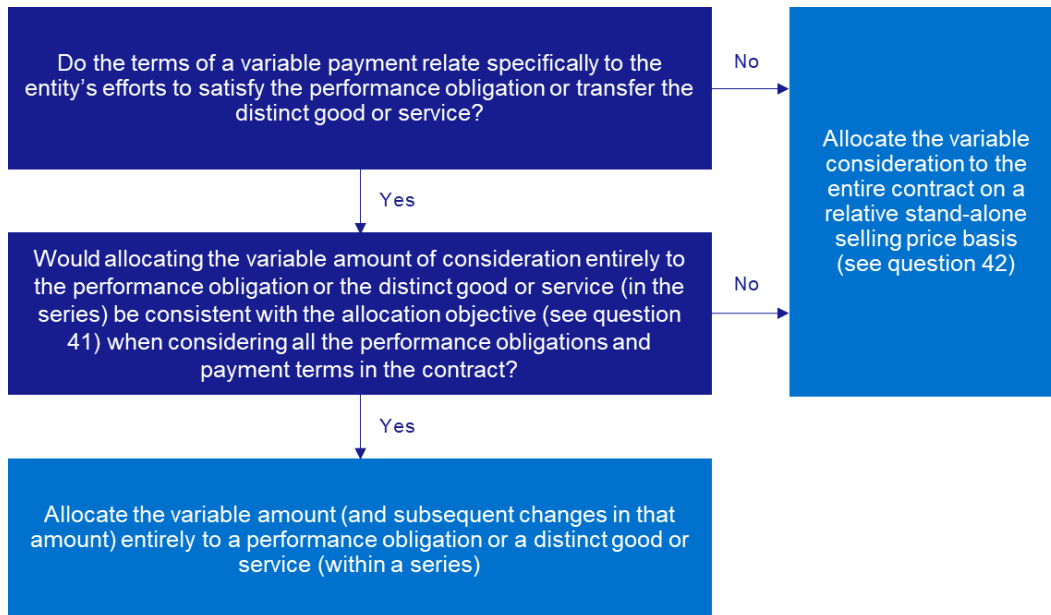 Do the terms of a variable payment relate specifically to the
entity’s efforts to satisfy the performance obligation or transfer the
distinct good or service?
No
Yes
Allocate the variable
consideration to the
entire contract on a
relative stand-alone
selling price basis
(see question 42)
Would allocating the variable amount of consideration entirely to
the performance obligation or the distinct good or service (in the
series) be consistent with the allocation objective (see question
41) when considering all the performance obligations and
payment terms in the contract?
No
Yes
Allocate the variable amount (and subsequent changes in that
amount) entirely to a performance obligation or a distinct good or
service (within a series)